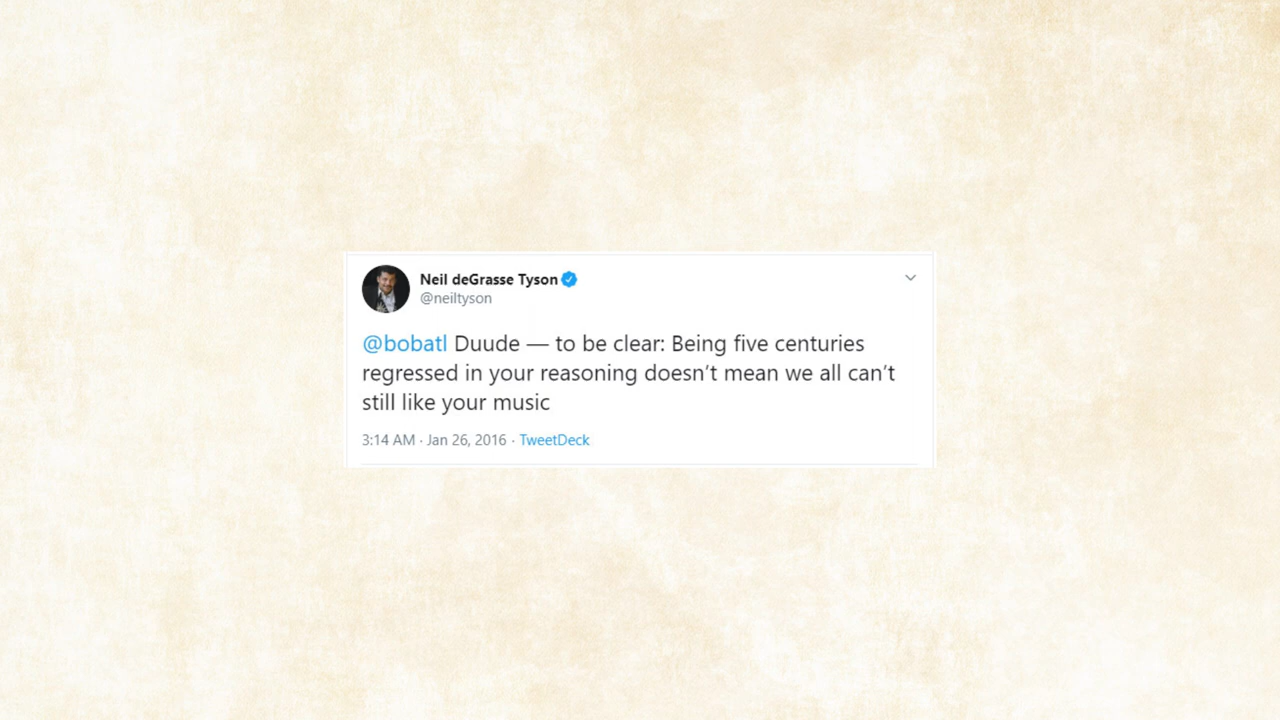 Neil deGrasse Tyson
@neiltyson
@bobatl Duude — to be clear: Being five centuries
regressed in your reasoning doesn’t mean we all can’t
still like your music
3:14 AM · Jan 26, 2016 · TweetDeck